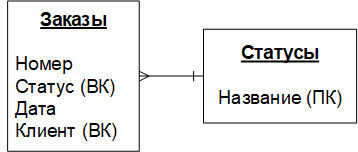 Заказы
Номер
Статус (ВК)
Дата
Клиент (ВК)
Статусы
Название (ПК)